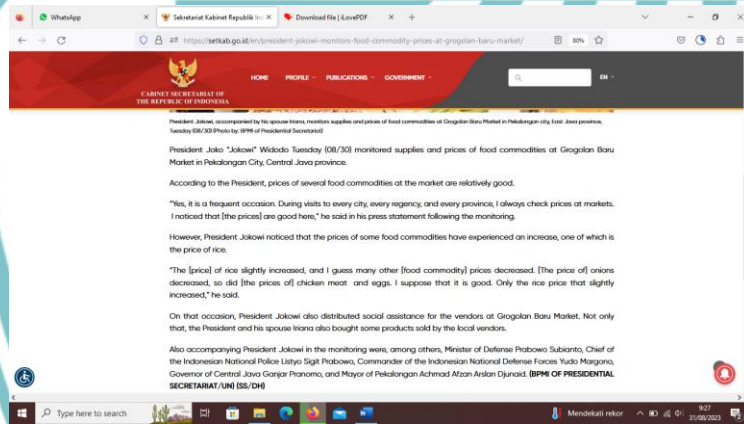 WhatsApp
Sekretariat Kabinet Republik In
Download file | iLovePDF
https://setkab.go.id/en/president-jokowi-monitors-food-commodity-prices-at-grogolan-baru-market/
80%
CABINET SECRETARIAT OF
THE REPUBLIC OF INDONESIA
HOME PROFILE PUBLICATIONS GOVERNMENT
EN
President Jokowi, accompanied by his spouse Iriana, monitors supplies and prices of food commodities at Grogolan Baru Market in Pekalongan city, East Java province,
Tuesday (08/30) (Photo by: BPMI of Presidential Secretariat)
President Joko "Jokowi" Widodo Tuesday (08/30) monitored supplies and prices of food commodities at Grogolan Baru
Market in Pekalongan City, Central Java province.
According to the President, prices of several food commodities at the market are relatively good.
"Yes, it is a frequent occasion. During visits to every city, every regency, and every province, I always check prices at markets.
I noticed that [the prices] are good here," he said in his press statement following the monitoring.
However, President Jokowi noticed that the prices of some food commodities have experienced an increase, one of which is
the price of rice.
"The [price] of rice slightly increased, and I guess many other [food commodity] prices decreased. [The price of] onions
decreased, so did [the prices of] chicken meat and eggs. I suppose that it is good. Only the rice price that slightly
increased," he said.
On that occasion, President Jokowi also distributed social assistance for the vendors at Grogolan Baru Market. Not only
that, the President and his spouse Iriana also bought some products sold by the local vendors.
Also accompanying President Jokowi in the monitoring were, among others, Minister of Defense Prabowo Subianto, Chief of
the Indonesian National Police Listyo Sigit Prabowo, Commander of the Indonesian National Defense Forces Yudo Margono,
Governor of Central Java Ganjar Pranomo, and Mayor of Pekalongan Achmad Afzan Arslan Djunaid. (BPMI OF PRESIDENTIAL
SECRETARIAT/UN) (SS/DH)
Type here to search
Mendekati rekor
9:27
31/08/2023